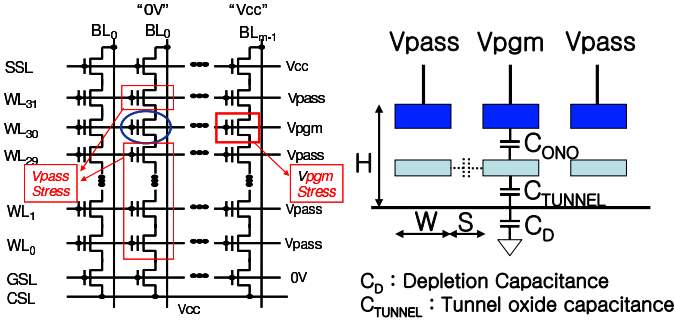 “0V” “Vcc”
BL0 BL0 BLm-1
SSL Vcc
WL31 Vpass
WL30 Vpgm
WL29 Vpass
Vpass Stress
Vpgm Stress
WL1 Vpass
WL0 Vpass
GSL 0V
CSL Vcc
Vpass Vpgm Vpass
CONO
H
CTUNNEL
W S
CD
CD : Depletion Capacitance
CTUNNEL : Tunnel oxide capacitance